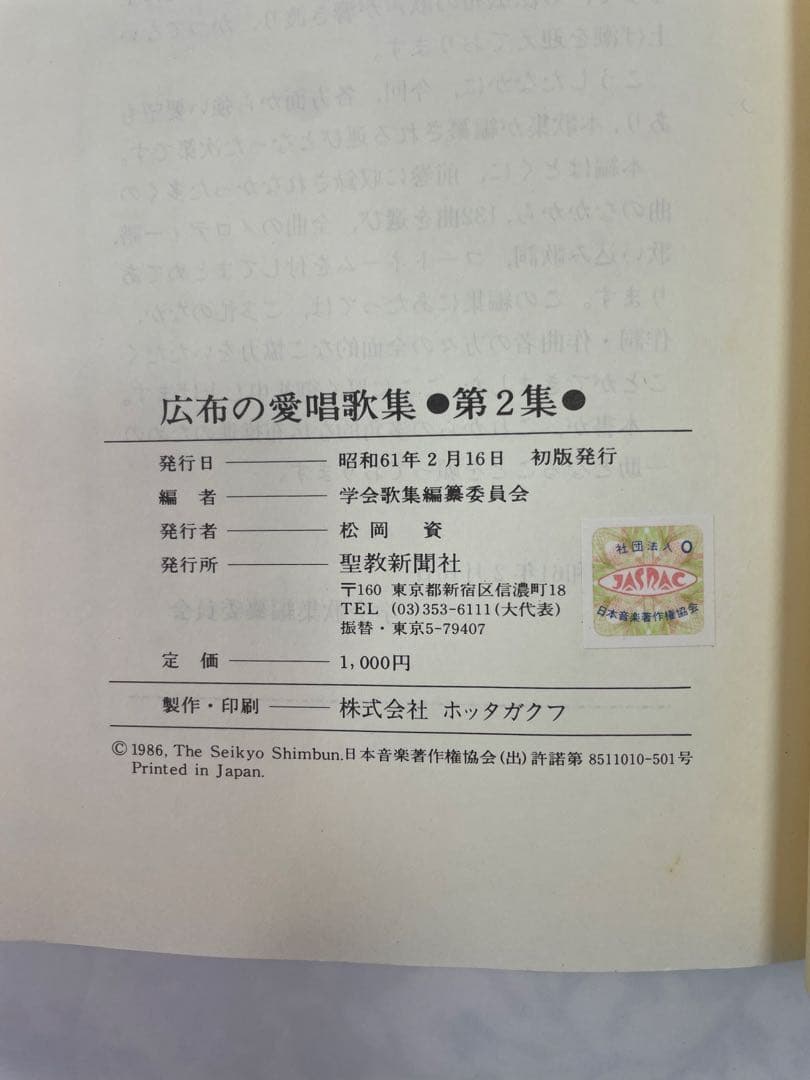 広布の愛唱歌集●第2集●
発行日 ―――― 昭和61年2月16日 初版発行
編 者 ―――― 学会歌集編纂委員会
発行者 ―――― 松岡 資
発行所 ―――― 聖教新聞社
〒160 東京都新宿区信濃町18
TEL (03)353-6111(大代表)
振替・東京5-79407
定 価 ―――― 1,000円
製作・印刷 ――― 株式会社 ホッタガクフ
©1986, The Seikyo Shimbun.日本音楽著作権協会(出)許諾第 8511010-501号
Printed in Japan.
社団法人 O
JASRAC
日本音楽著作権協会